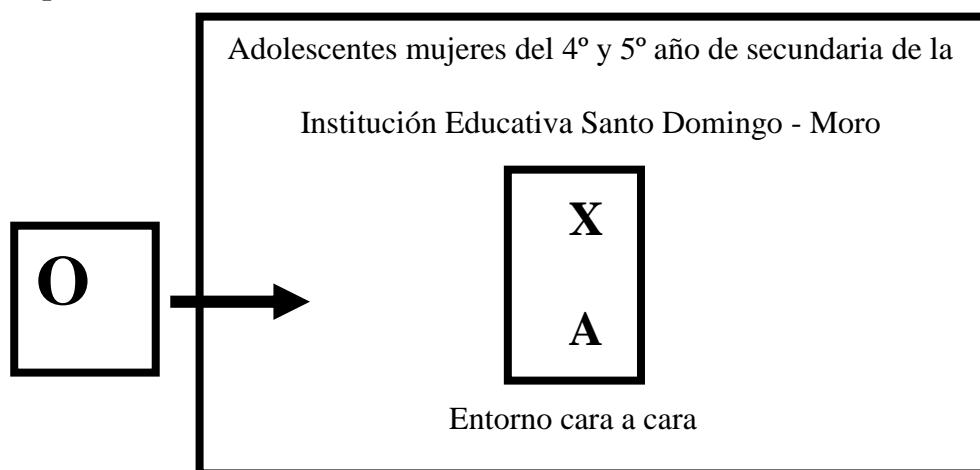 Adolescentes mujeres del 4º y 5º año de secundaria de la
Institución Educativa Santo Domingo - Moro
X
O
A
Entorno cara a cara